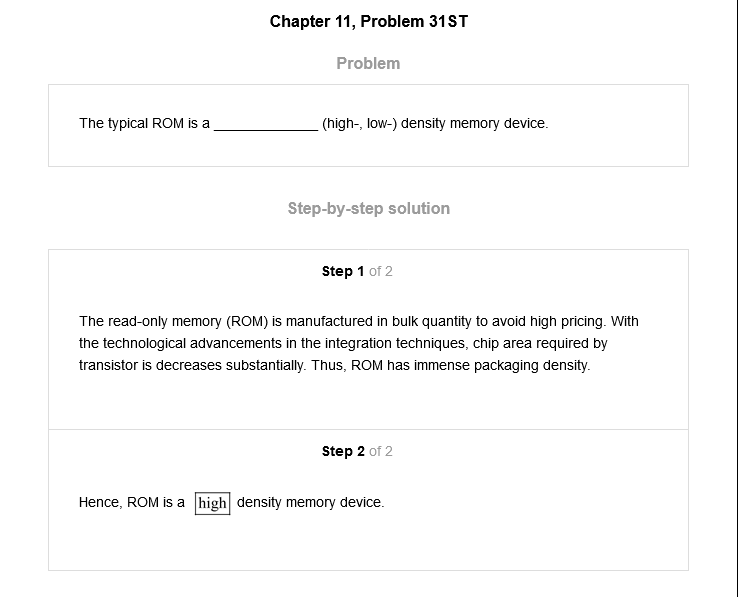 Chapter 11, Problem 31ST
Problem
The typical ROM is a _____________ (high-, low-) density memory device.
Step-by-step solution
Step 1 of 2
The read-only memory (ROM) is manufactured in bulk quantity to avoid high pricing. With
the technological advancements in the integration techniques, chip area required by
transistor is decreases substantially. Thus, ROM has immense packaging density.
Step 2 of 2
Hence, ROM is a high density memory device.